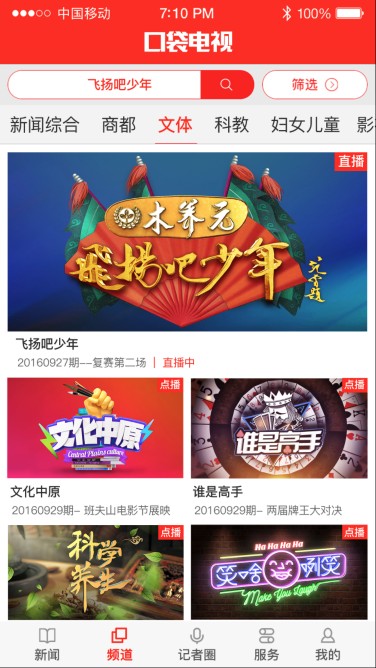 中国移动 7:10 PM 100%
口袋电视
飞扬吧少年 筛选
新闻综合 商都 文体 科教 妇女儿童 影
直播
木养元
飛揚吧少年
飞扬吧少年
20160927期--复赛第二场 | 直播中
点播 点播
文化中原
Central Plains culture
谁是高手
文化中原 谁是高手
20160929期- 班夫山电影节展映 20160929期- 两届牌王大对决
点播 点播
科学养生
Ha Ha Ha Ha
笑啥咧笑
Make You Laugh
新闻 频道 记者圈 服务 我的